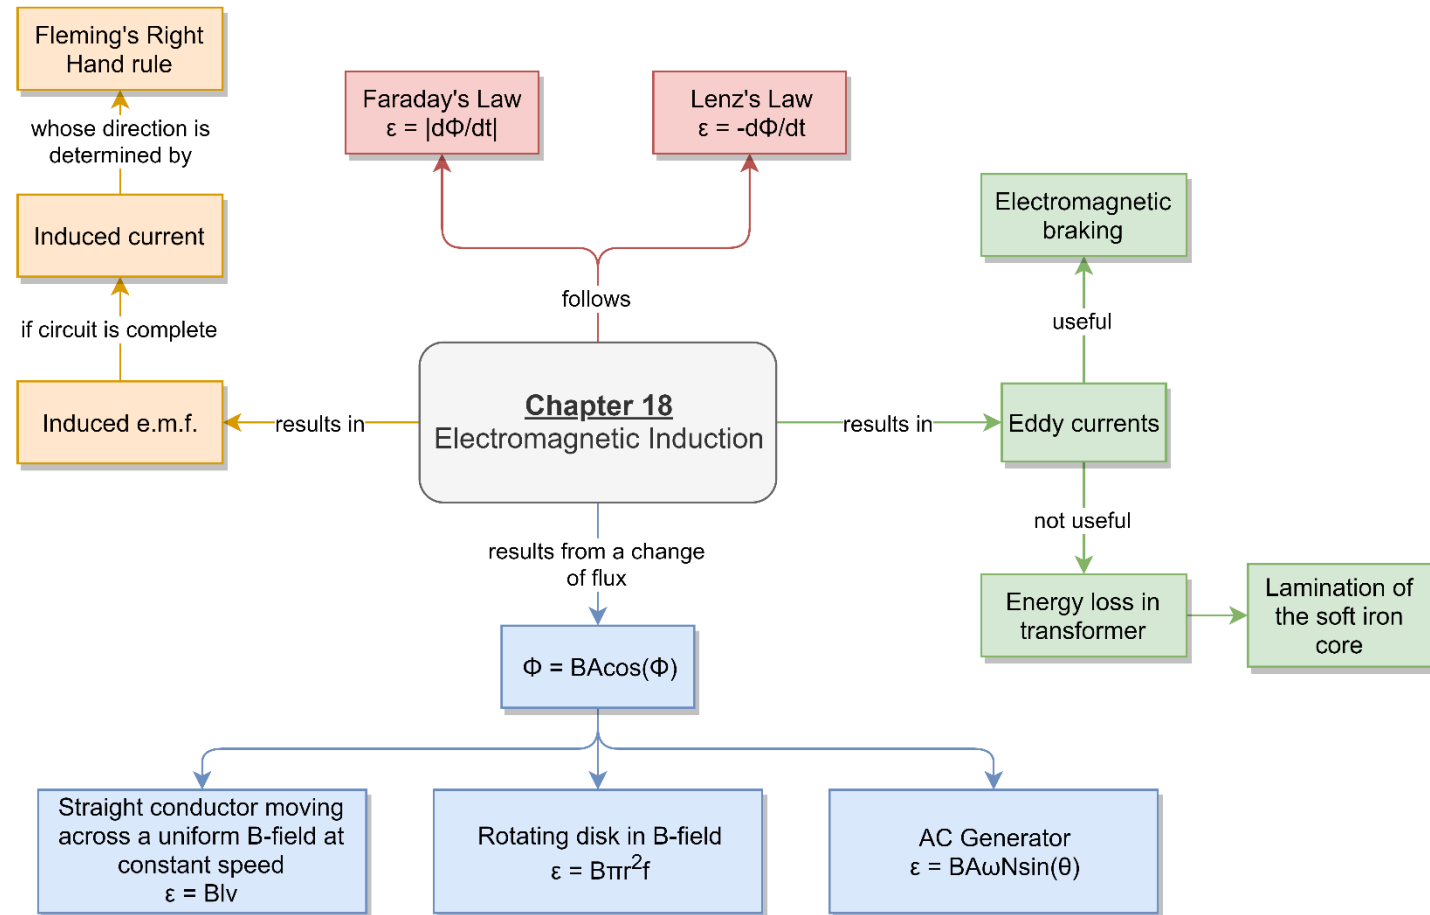 Fleming's Right
Hand rule
whose direction is
determined by
Induced current
if circuit is complete
Induced e.m.f.
results in
Faraday's Law
ε = |dΦ/dt|
Lenz's Law
ε = -dΦ/dt
follows
Chapter 18
Electromagnetic Induction
results in
Electromagnetic
braking
useful
Eddy currents
not useful
Energy loss in
transformer
Lamination of
the soft iron
core
results from a change
of flux
Φ = BAcos(Φ)
Straight conductor moving
across a uniform B-field at
constant speed
ε = Blv
Rotating disk in B-field
ε = Bπr²f
AC Generator
ε = BAωNsin(θ)